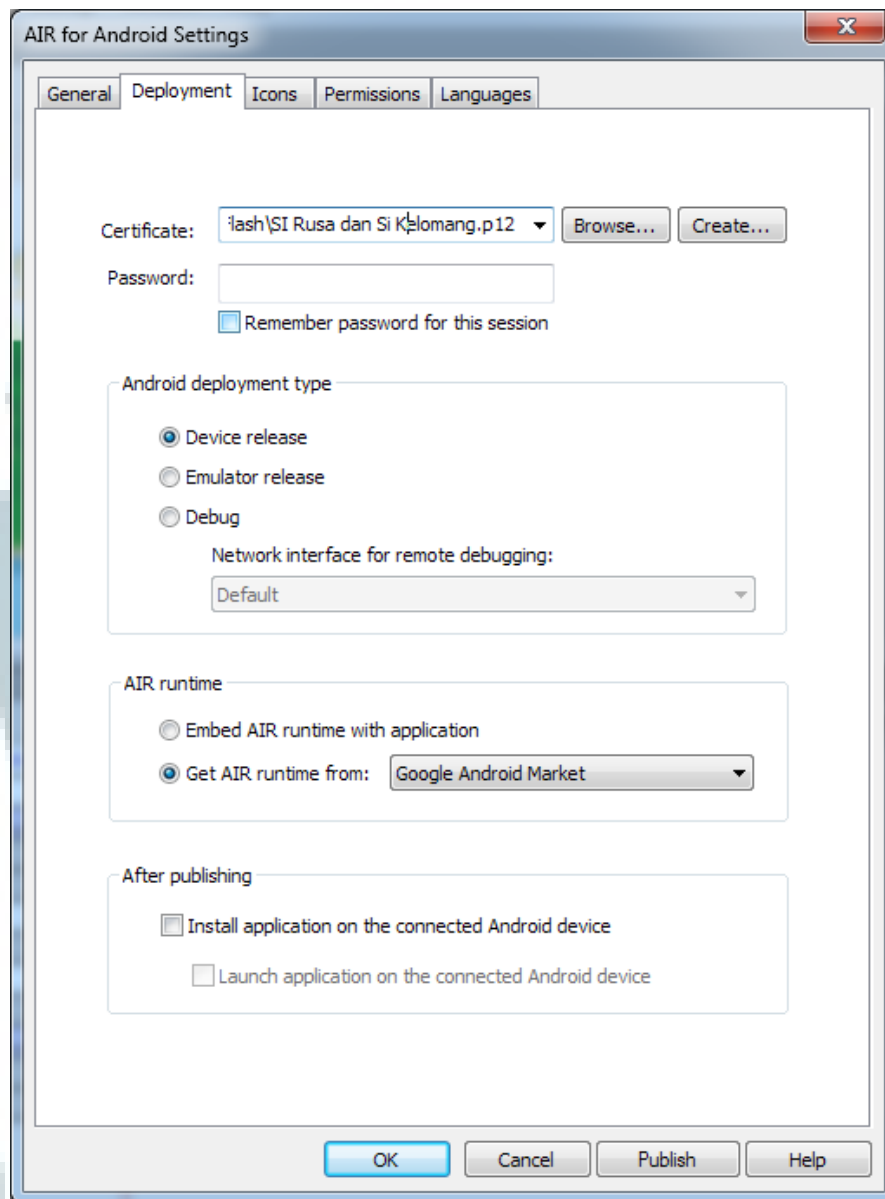 AIR for Android Settings
General Deployment Icons Permissions Languages
Certificate: lash\SI Rusa dan Si Kelomang.p12 Browse... Create...
Password:
Remember password for this session
Android deployment type
Device release
Emulator release
Debug
Network interface for remote debugging:
Default
AIR runtime
Embed AIR runtime with application
Get AIR runtime from: Google Android Market
After publishing
Install application on the connected Android device
Launch application on the connected Android device
OK Cancel Publish Help